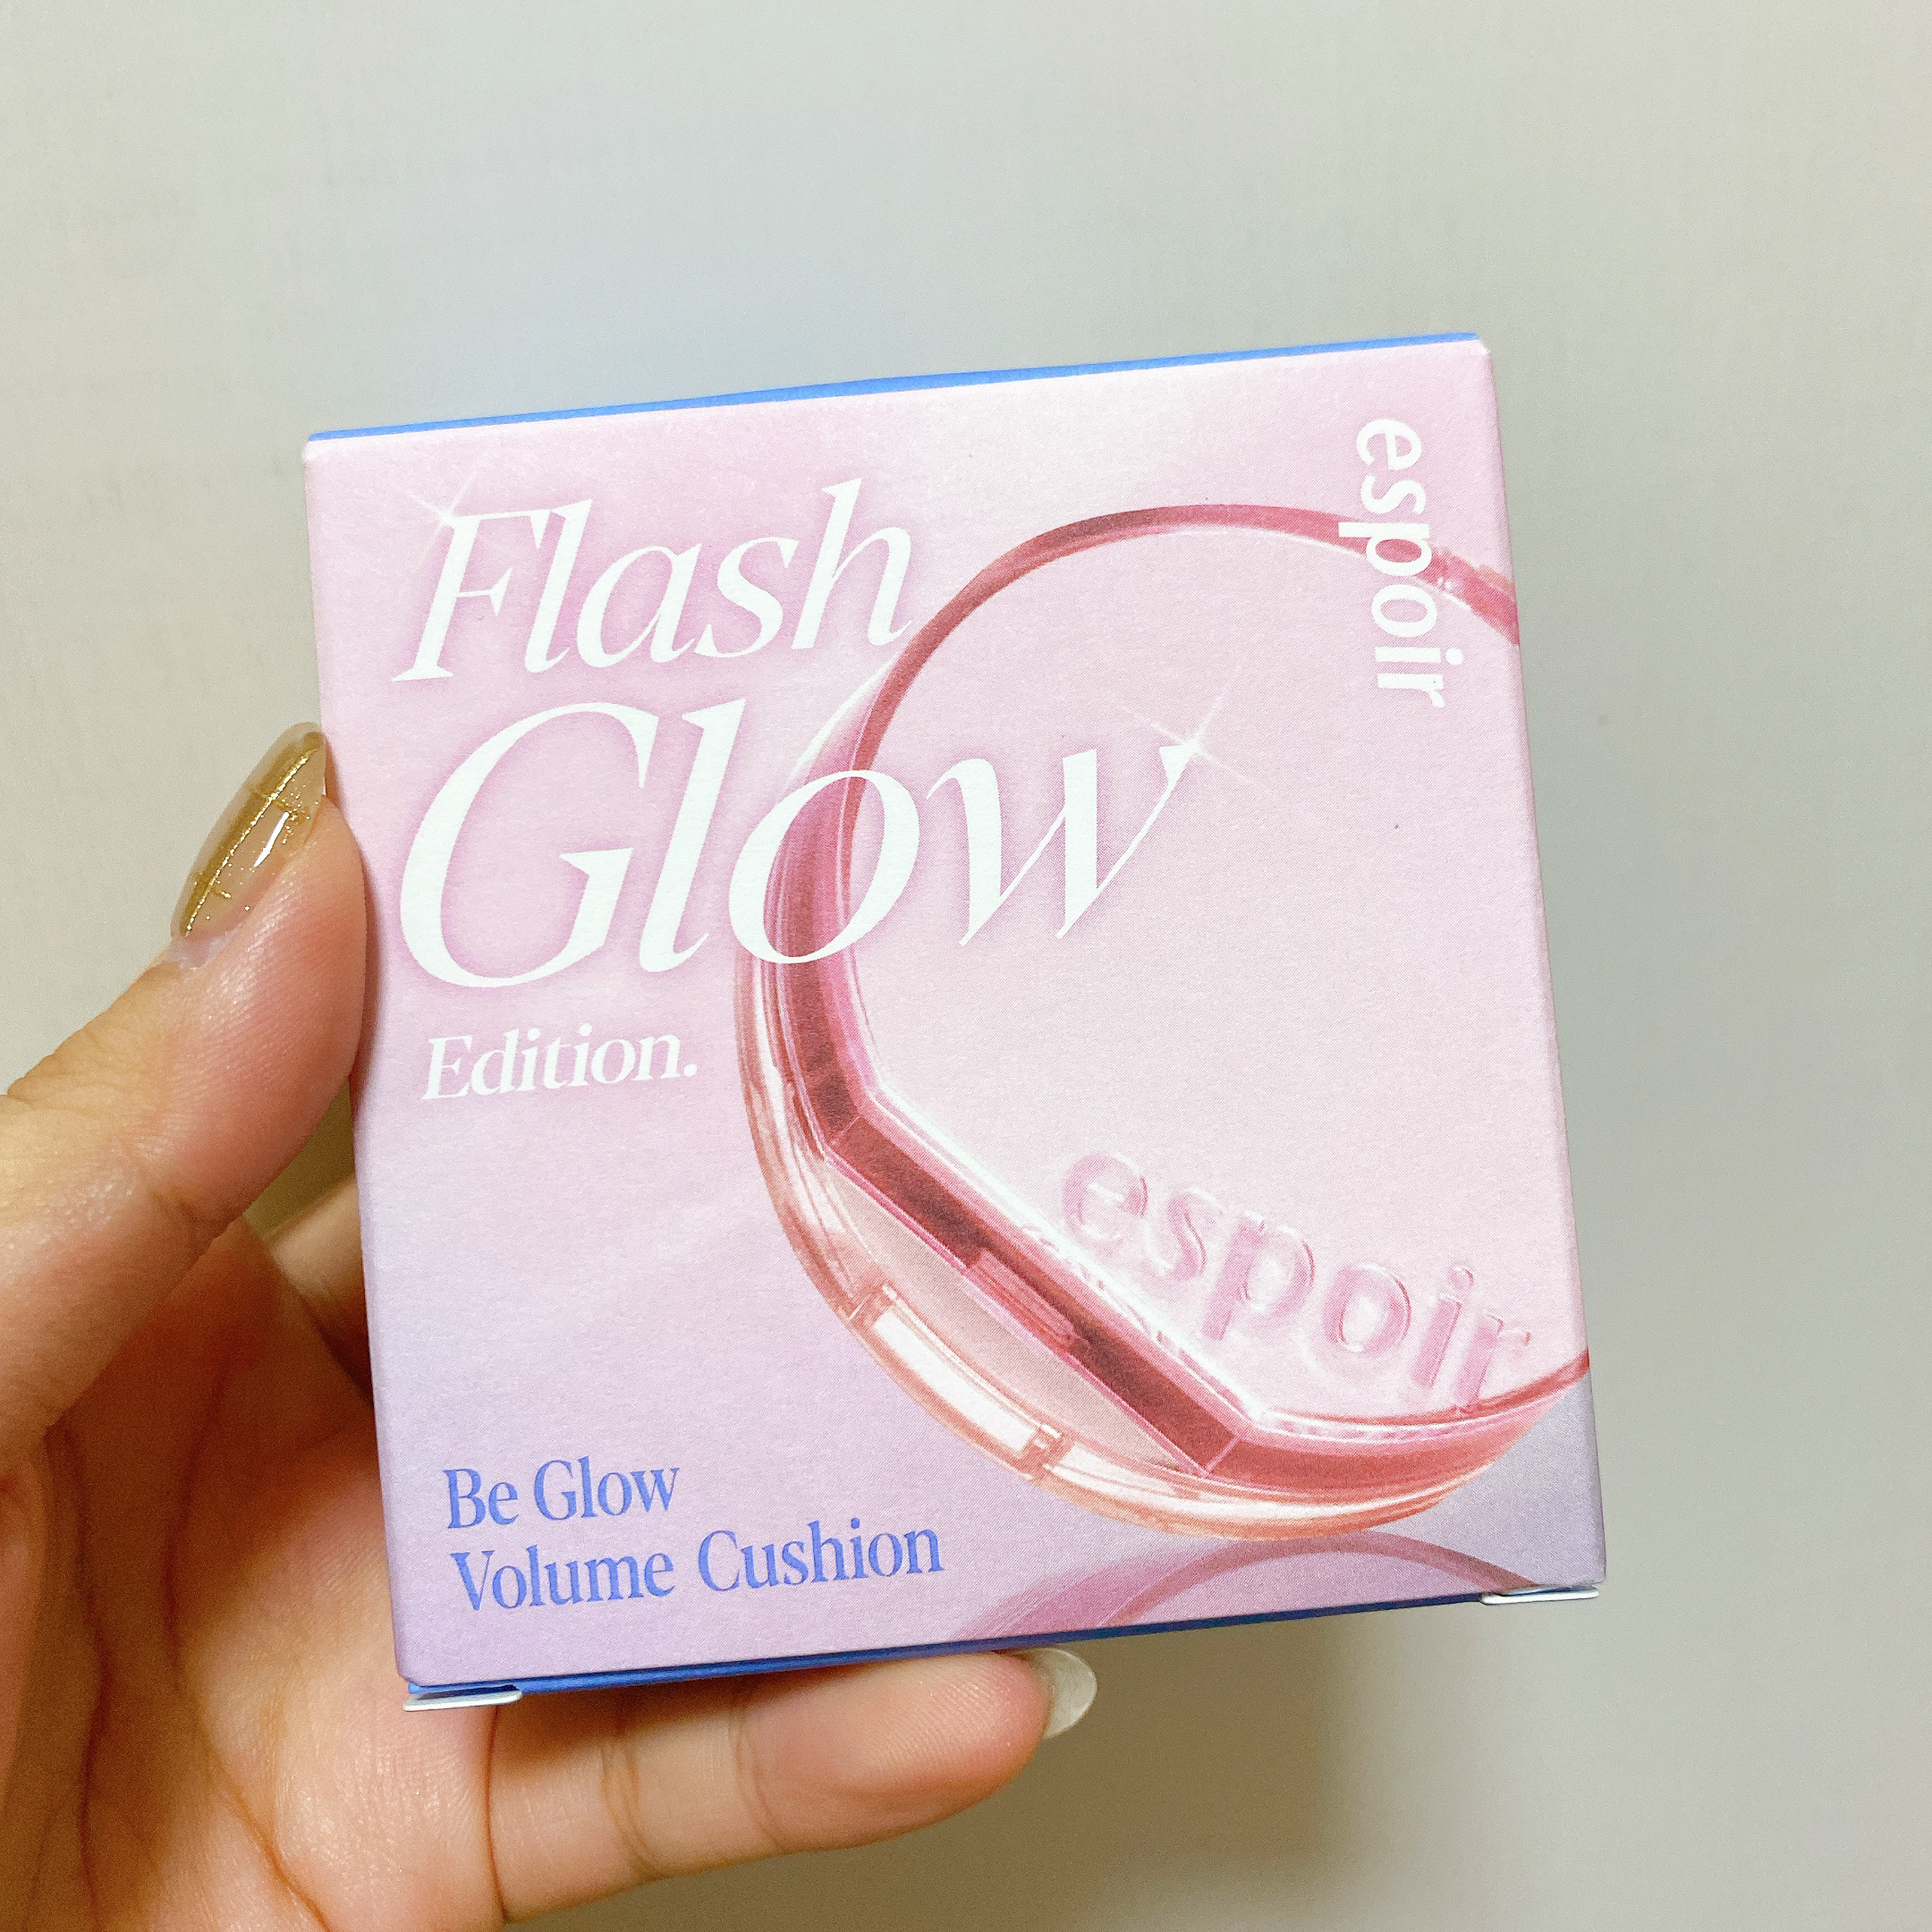 Flash
Glow
Edition.
espoir
espoir
Be Glow
Volume Cushion